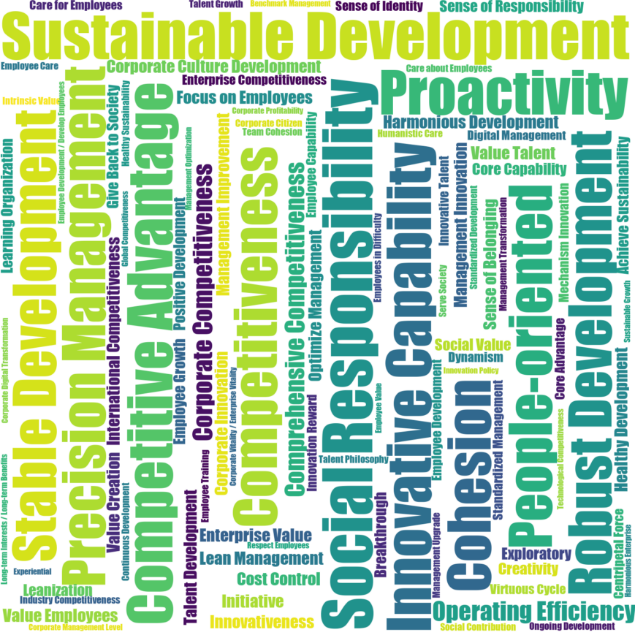 Care for Employees
Talent Growth
Benchmark Management
Sense of Identity
Sense of Responsibility
Sustainable Development
Employee Care
Corporate Culture Development
Care about Employees
Enterprise Competitiveness
Proactivity
Intrinsic Value
Focus on Employees
Corporate Profitability
Corporate Citizen
Team Cohesion
Harmonious Development
Humanistic Care
Digital Management
Value Talent
Core Capability
Learning Organization
Stable Development
Employee Development / Develop Employees
Precision Management
Give Back to Society
Healthy Sustainability
Global Competitiveness
International Competitiveness
Competitive Advantage
Management Optimization
Positive Development
Employee Growth
Corporate Competitiveness
Management Improvement
Competitiveness
Employee Capability
Comprehensive Competitiveness
Optimize Management
Social Responsibility
Employees in Difficulty
Innovative Capability
Innovative Talent
Serve Society
Management Innovation
Standardized Development
Sense of Belonging
Management Transformation
People-oriented
Mechanism Innovation
Robust Development
Achieve Sustainability
Sustainable Growth
Corporate Digital Transformation
Value Creation
Continuous Development
Corporate Innovation
Corporate Vitality / Enterprise Vitality
Employee Training
Talent Development
Innovation Reward
Employee Value
Talent Philosophy
Breakthrough
Social Value
Dynamism
Innovation Policy
Employee Development
Cohesion
Standardized Management
Management Upgrade
Core Advantage
Technological Competitiveness
Healthy Development
Centripetal Force
Harmonious Enterprise
Long-term Interests / Long-term Benefits
Experiential
Leanization
Industry Competitiveness
Value Employees
Corporate Management Level
Enterprise Value
Respect Employees
Lean Management
Cost Control
Initiative
Innovativeness
Exploratory
Creativity
Virtuous Cycle
Operating Efficiency
Social Contribution
Ongoing Development